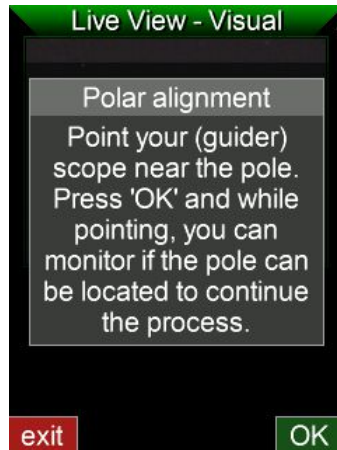 Live View - Visual
Polar alignment
Point your (guider)
scope near the pole.
Press 'OK' and while
pointing, you can
monitor if the pole can
be located to continue
the process.
exit
OK